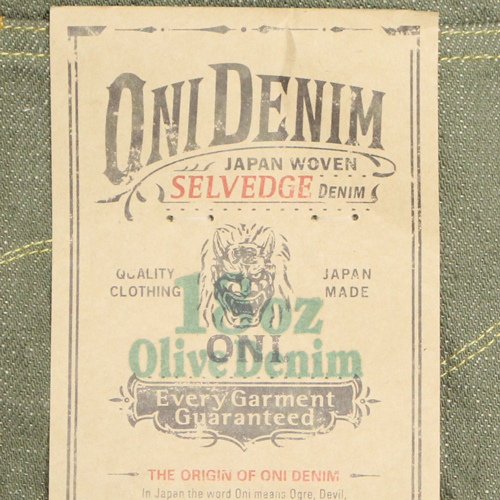 ONI DENIM
JAPAN WOVEN
SELVEDGE DENIM
QUALITY
CLOTHING
JAPAN
MADE
oz
ONI
Olive Denim
Every Garment
Guaranteed
THE ORIGIN OF ONI DENIM
In Japan the word Oni means Ogre, Devil,